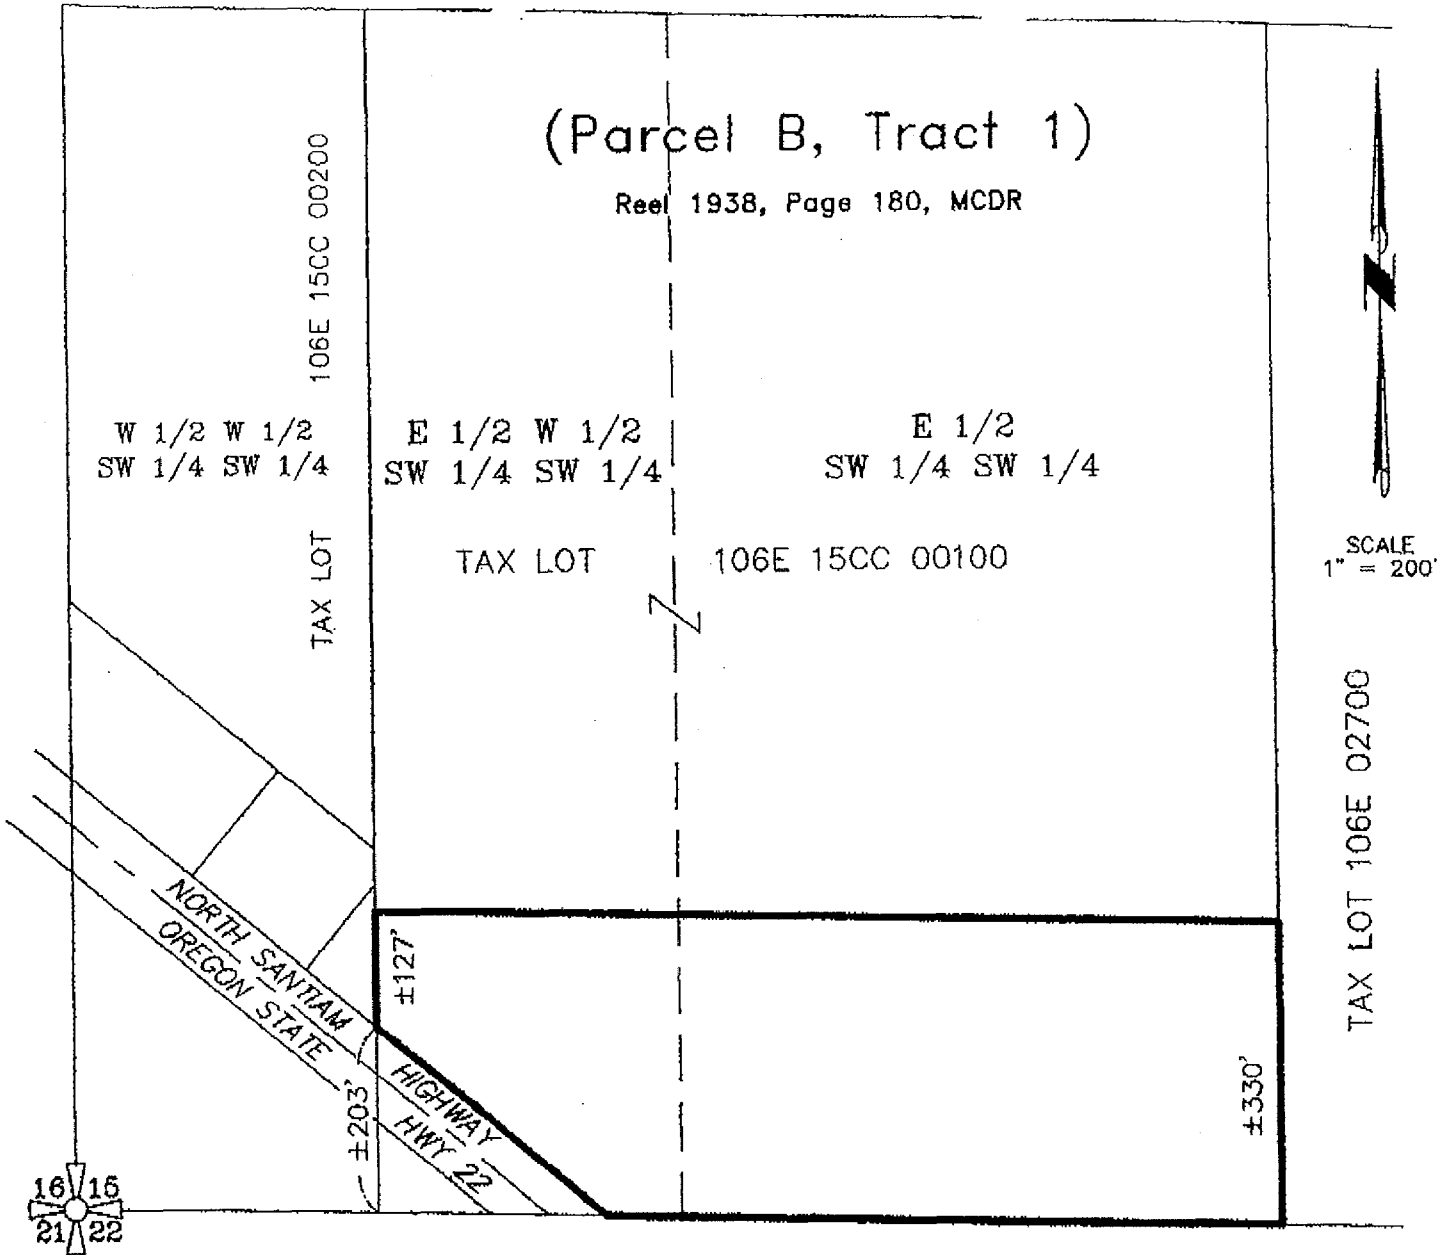 (Parcel B, Tract 1)
Reel 1938, Page 180, MCDR
TAX LOT 106E 15CC 00200
W 1/2 W 1/2
SW 1/4 SW 1/4
E 1/2 W 1/2
SW 1/4 SW 1/4
E 1/2
SW 1/4 SW 1/4
TAX LOT 106E 15CC 00100
SCALE
1" = 200'
TAX LOT 106E 02700
NORTH SANTIAM HIGHWAY
OREGON STATE HWY 22
±127'
±203'
±330'
16 15
21 22
N